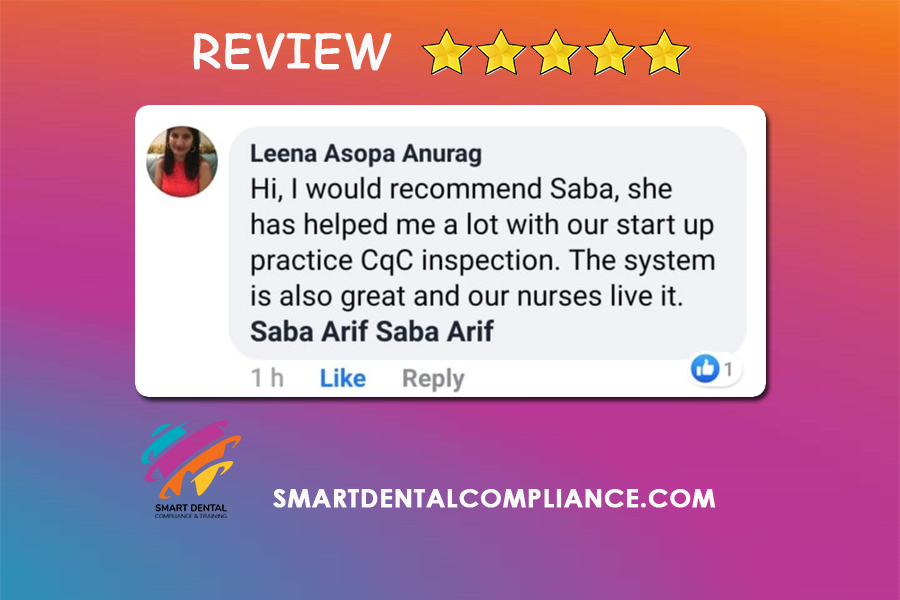 REVIEW
Leena Asopa Anurag
Hi, I would recommend Saba, she
has helped me a lot with our start up
practice CqC inspection. The system
is also great and our nurses live it.
Saba Arif Saba Arif
1 h Like Reply
1
SMART DENTAL
COMPLIANCE & TRAINING
SMARTDENTALCOMPLIANCE.COM